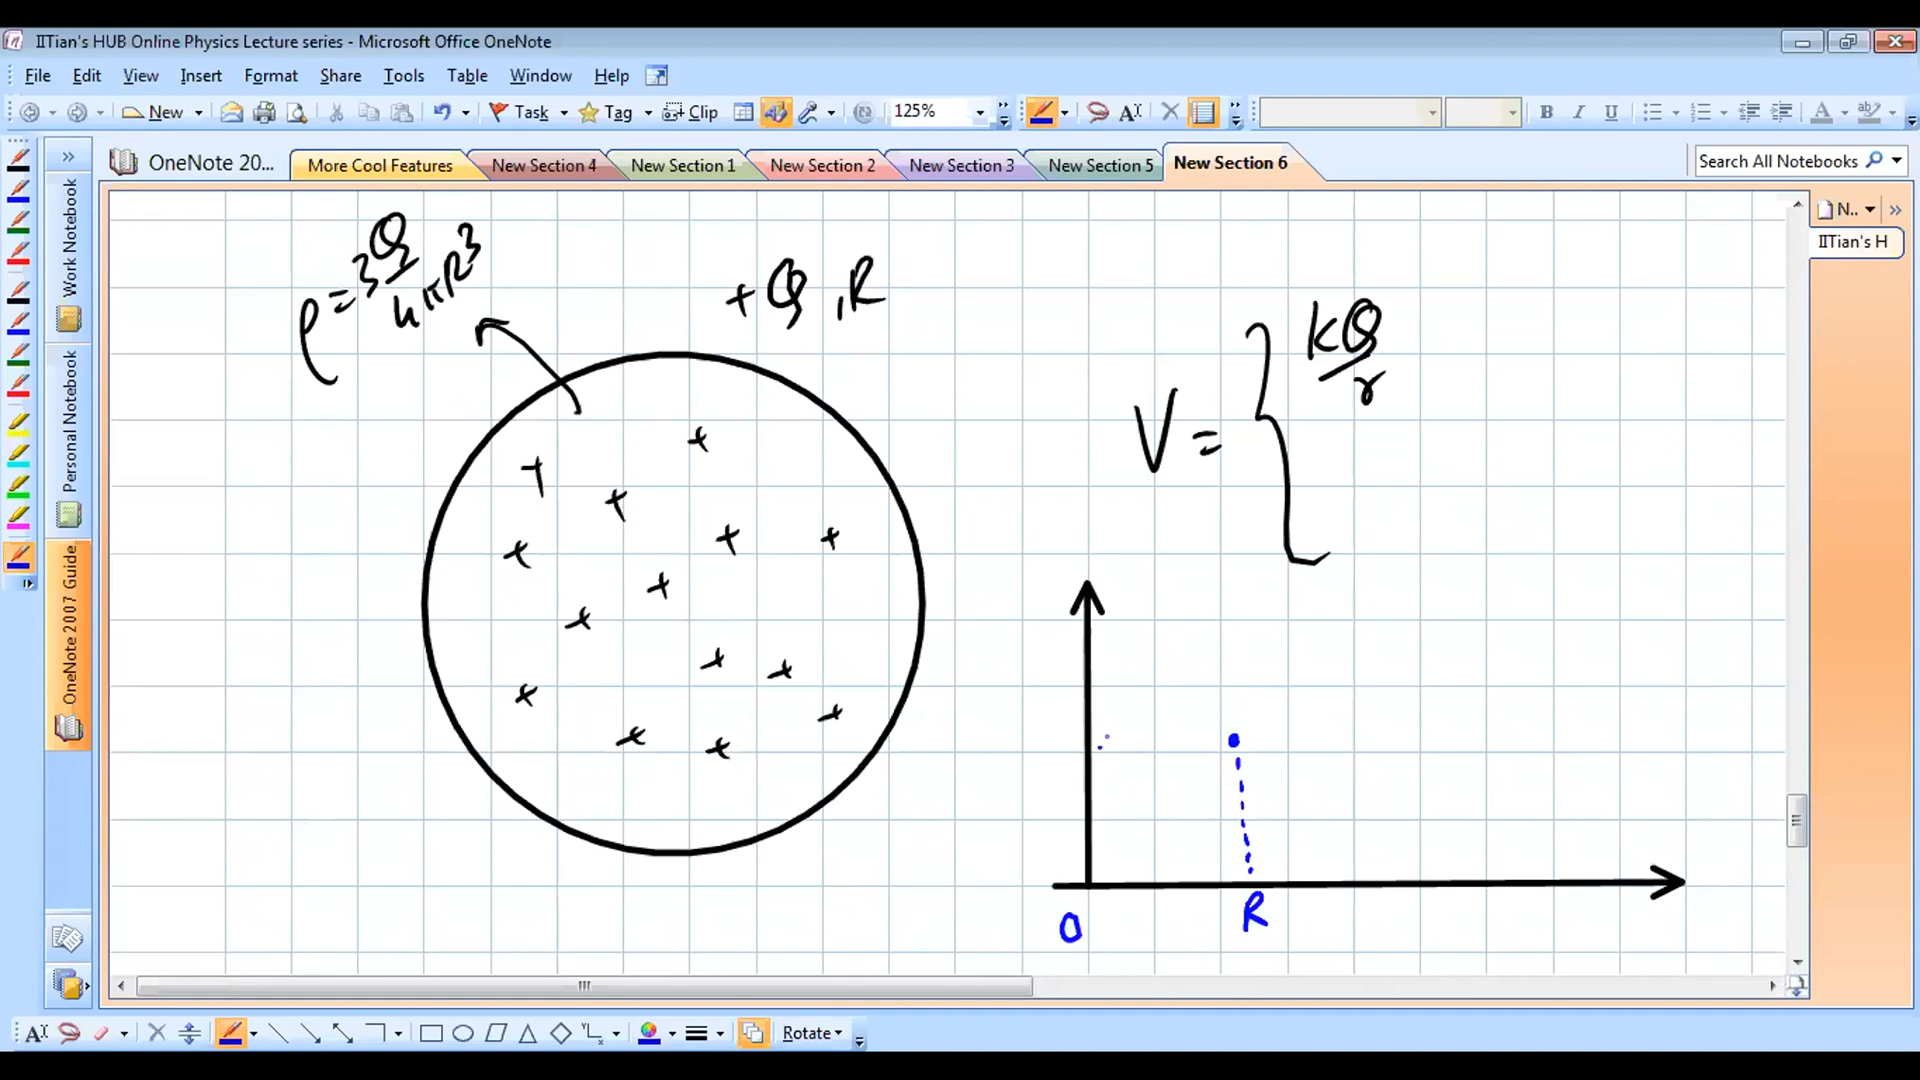 IITian's HUB Online Physics Lecture series - Microsoft Office OneNote
File Edit View Insert Format Share Tools Table Window Help
New Task Tag Clip 125% B I U A ab
OneNote 20... More Cool Features New Section 4 New Section 1 New Section 2 New Section 3 New Section 5 New Section 6 Search All Notebooks
N..
IITian's H
Work Notebook
Personal Notebook
OneNote 2007 Guide
ρ = 3Q / 4πR³
+Q , R
V = { kQ / r
O
R
Rotate